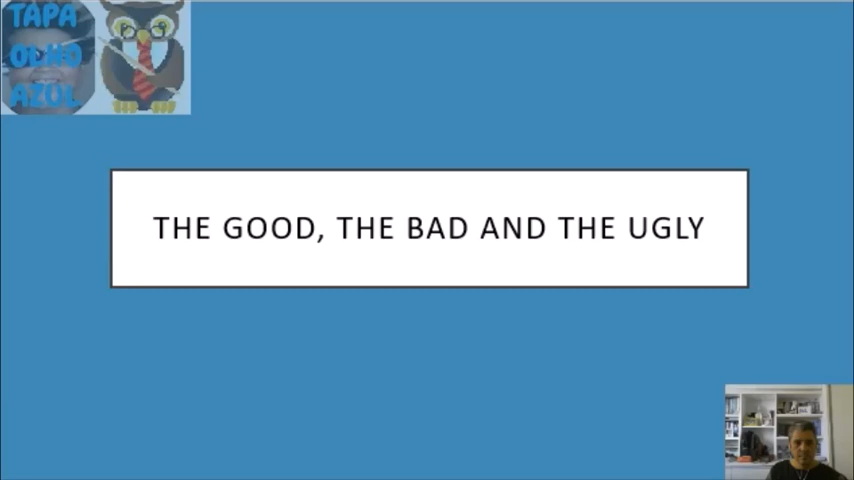 TAPA
OLHO
AZUL
THE GOOD, THE BAD AND THE UGLY